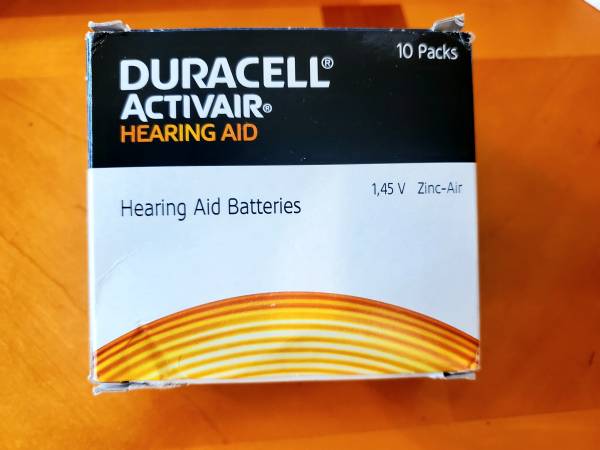 10 Packs
DURACELL®
ACTIVAIR®
HEARING AID
1,45 V Zinc-Air
Hearing Aid Batteries